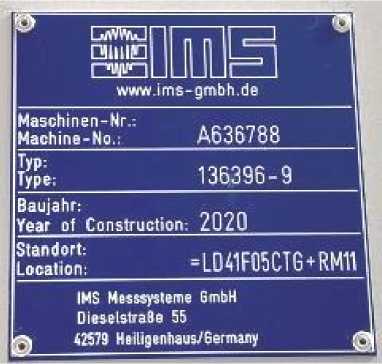 IMS
www.ims-gmbh.de
Maschinen-Nr.:
Machine-No.: A636788
Typ:
Type: 136396-9
Baujahr:
Year of Construction: 2020
Standort:
Location: =LD41F05CTG+RM11
IMS Messsysteme GmbH
Dieselstraße 55
42579 Heiligenhaus/Germany